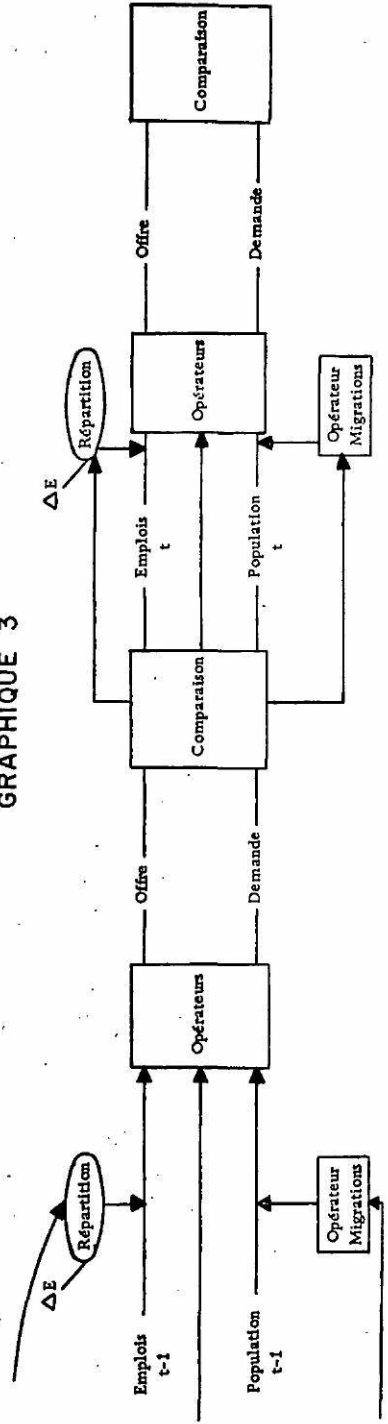 GRAPHIQUE 3
ΔE
Répartition
Emplois
t-1
Population
t-1
Opérateur
Migrations
Opérateurs
Offre
Demande
Comparaison
ΔE
Répartition
Emplois
t
Population
t
Opérateur
Migrations
Opérateurs
Offre
Demande
Comparaison